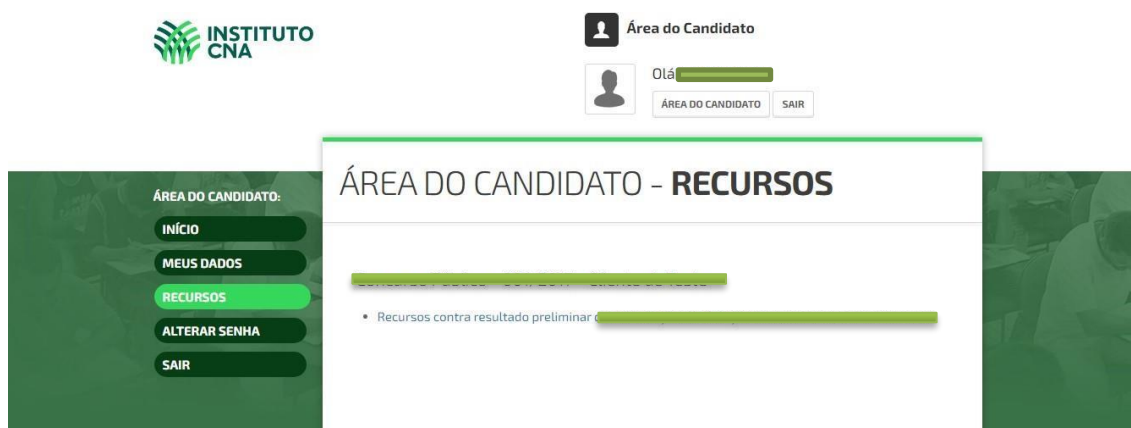 INSTITUTO
CNA
Área do Candidato
Olá
ÁREA DO CANDIDATO SAIR
ÁREA DO CANDIDATO:
INÍCIO
MEUS DADOS
RECURSOS
ALTERAR SENHA
SAIR
ÁREA DO CANDIDATO - RECURSOS
Recursos contra resultado preliminar